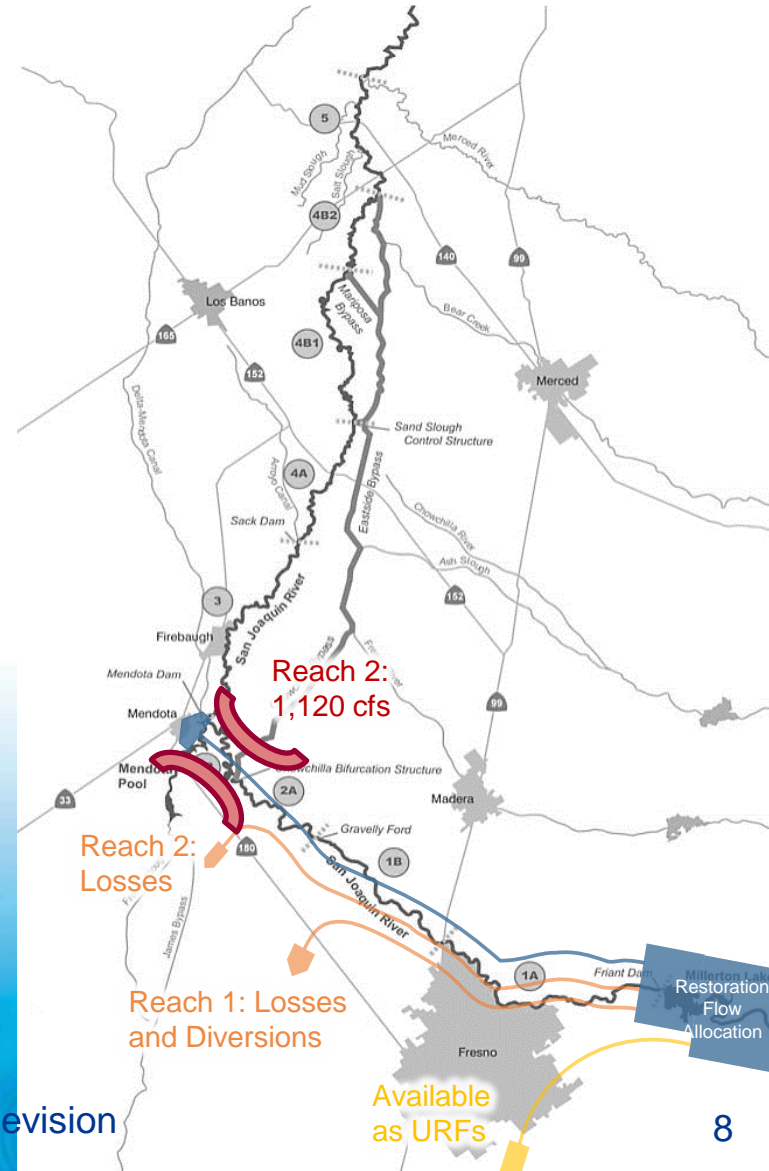 5
Mud Slough
Salt Slough
Merced River
4B2
140
99
Los Banos
Mariposa
Bypass
Bear Creek
165
4B1
152
Merced
Delta-Mendota Canal
Sand Slough
Control Structure
Arroyo Canal
4A
Eastside Bypass
Sack Dam
Chowchilla River
Ash Slough
3
152
San Joaquin River
Firebaugh
Reach 2:
1,120 cfs
Mendota Dam
Mendota
99
Mendota
Pool
Chowchilla Bifurcation Structure
33
2A
Madera
Gravelly Ford
Reach 2:
Losses
180
1B
San Joaquin River
James Bypass
1A
Friant Dam
Millerton Lake
Restoration
Flow
Allocation
Reach 1: Losses
and Diversions
Fresno
Available
as URFs
evision
8